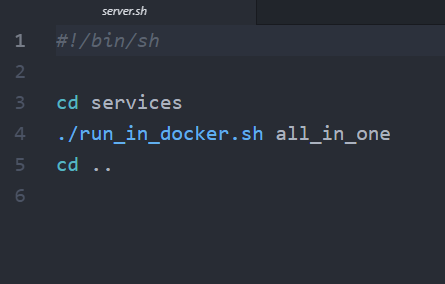 server.sh
1 #!/bin/sh
2
3 cd services
4 ./run_in_docker.sh all_in_one
5 cd ..
6